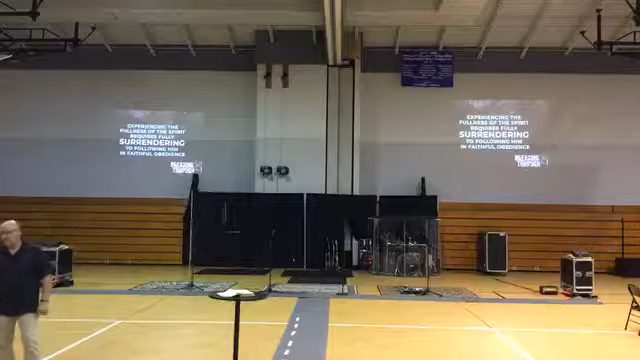 EXPERIENCING THE
FULLNESS OF THE SPIRIT
REQUIRES FULLY
SURRENDERING
TO FOLLOWING HIM
IN FAITHFUL OBEDIENCE
EXPERIENCING THE
FULLNESS OF THE SPIRIT
REQUIRES FULLY
SURRENDERING
TO FOLLOWING HIM
IN FAITHFUL OBEDIENCE